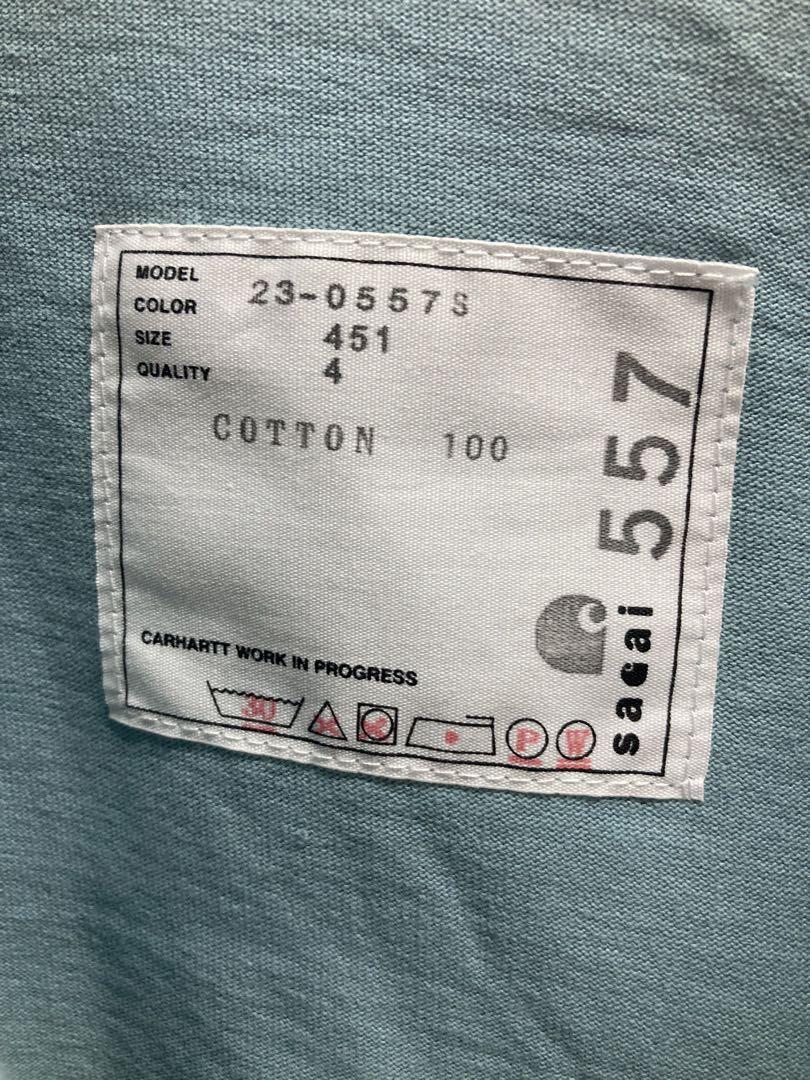 MODEL 23-0557S
COLOR 451
SIZE 4
QUALITY
COTTON 100
CARHARTT WORK IN PROGRESS
30 P W
sacai 557